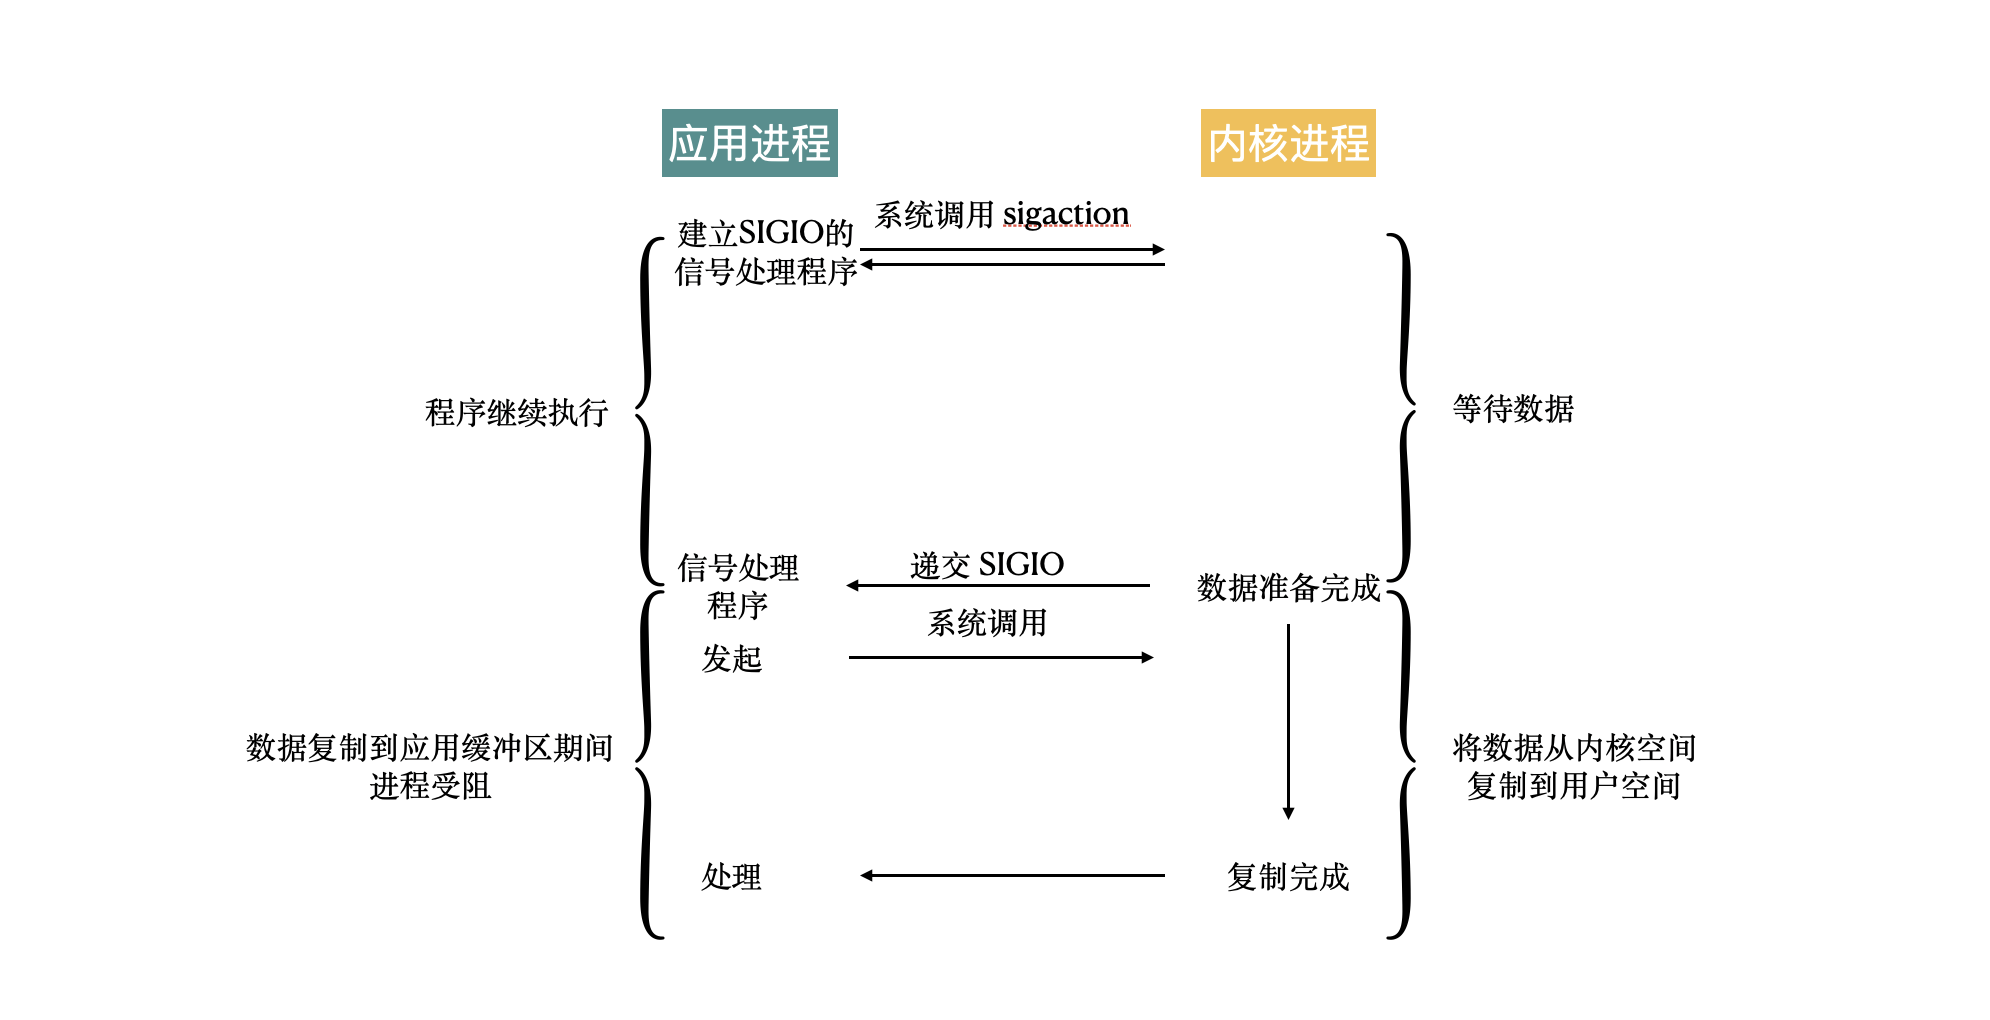 应用进程
内核进程
系统调用 sigaction
建立SIGIO的
信号处理程序
程序继续执行
等待数据
信号处理
程序
递交 SIGIO
数据准备完成
系统调用
发起
数据复制到应用缓冲区期间
进程受阻
将数据从内核空间
复制到用户空间
处理
复制完成